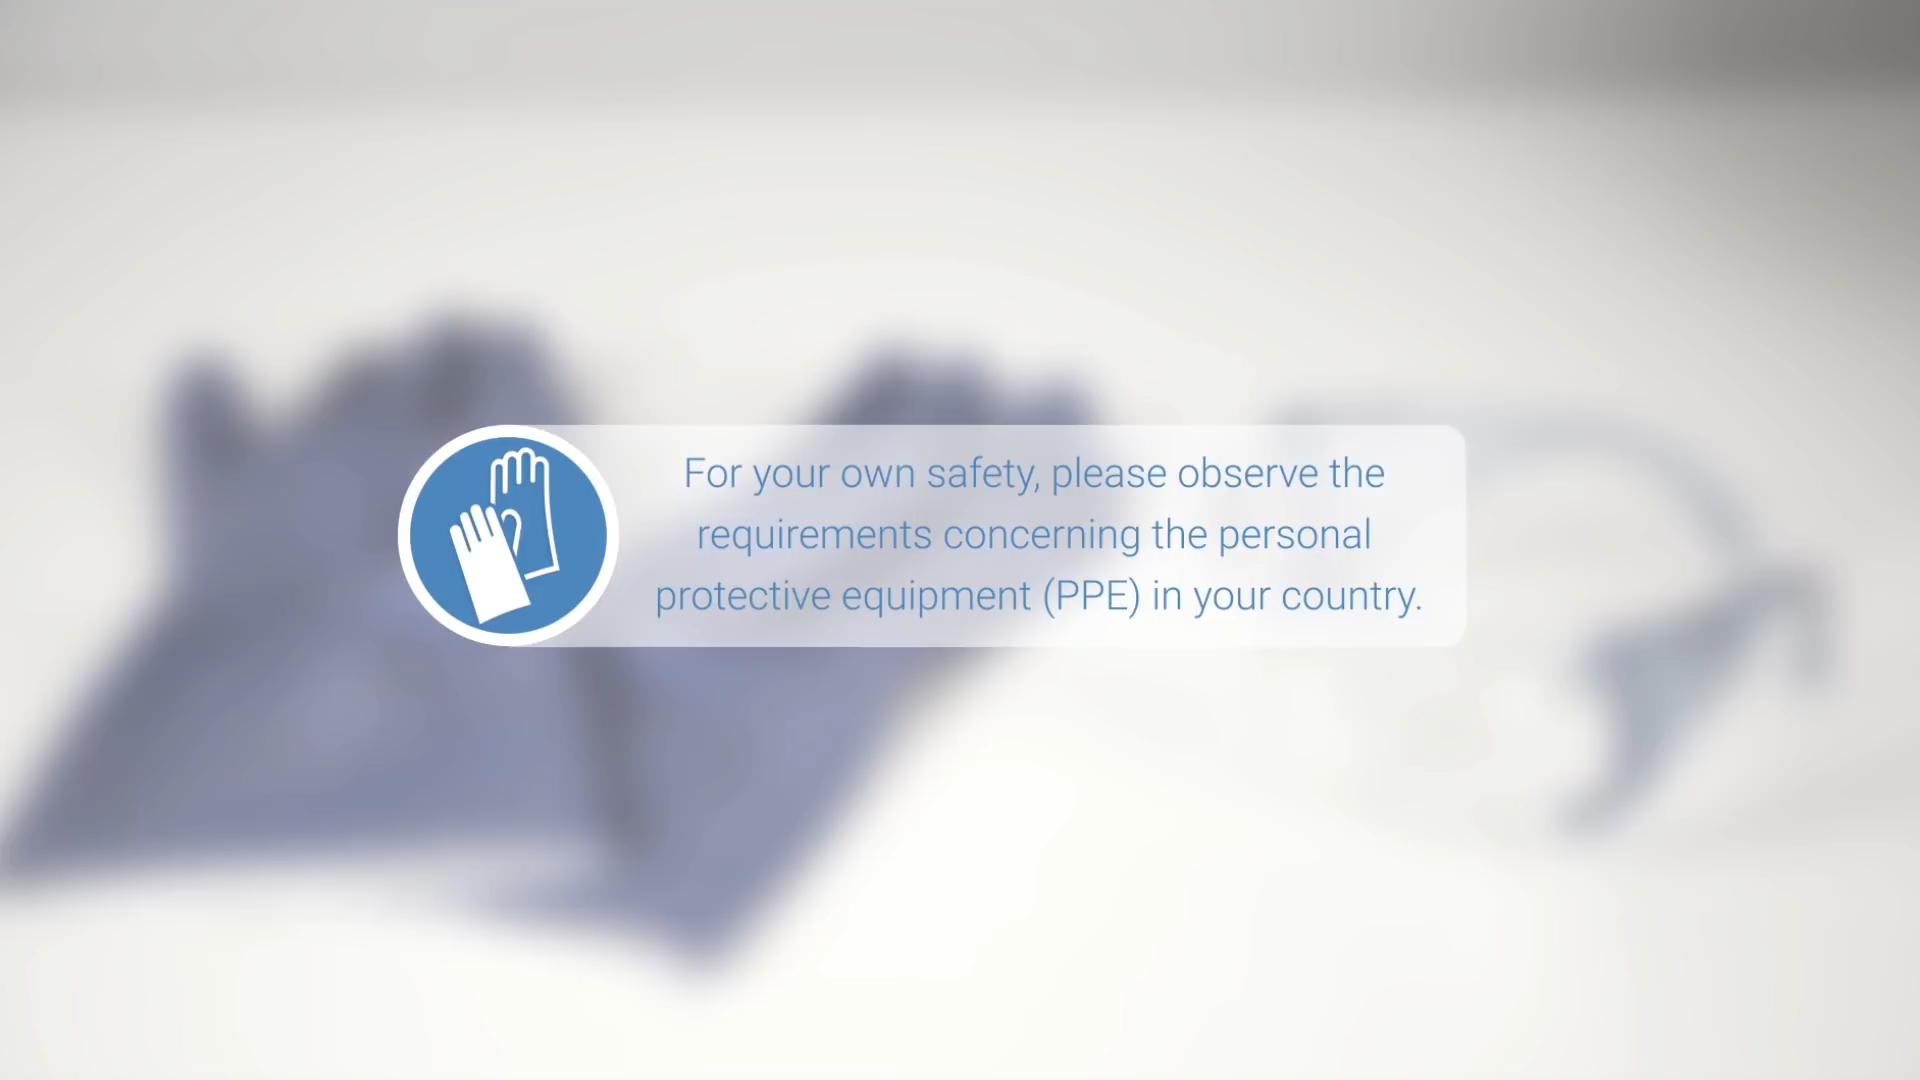 For your own safety, please observe the
requirements concerning the personal
protective equipment (PPE) in your country.